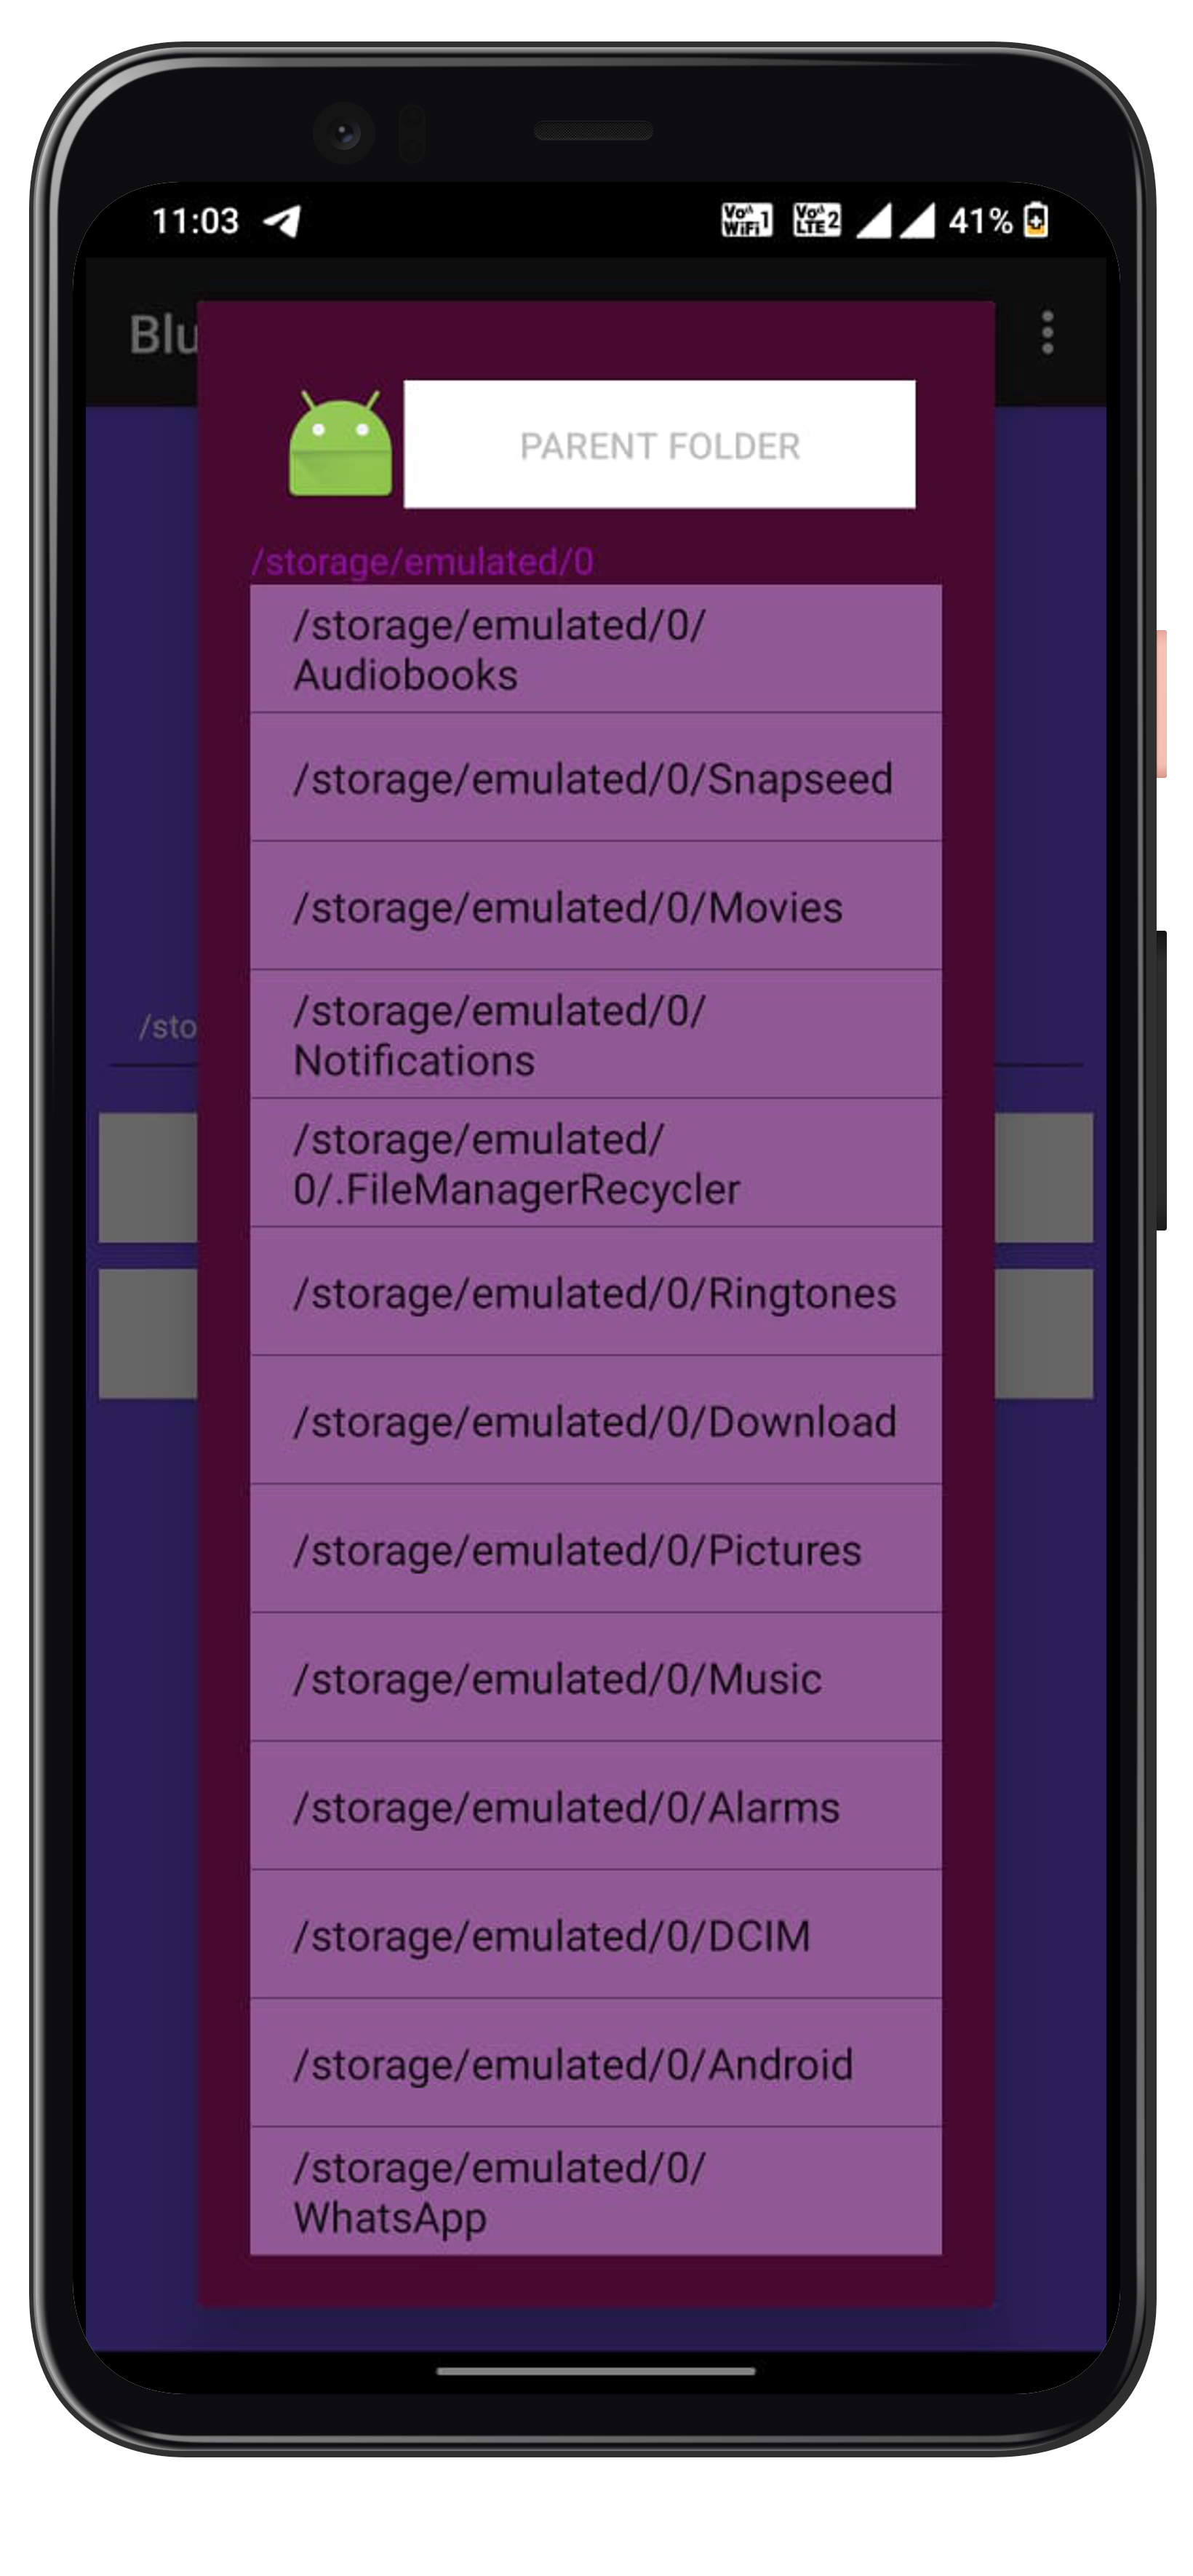 11:03 Vo WiFi 1 Vo LTE 2 41%
Blu
PARENT FOLDER
/storage/emulated/0
/storage/emulated/0/
Audiobooks
/storage/emulated/0/Snapseed
/storage/emulated/0/Movies
/storage/emulated/0/
Notifications
/sto
/storage/emulated/
0/.FileManagerRecycler
/storage/emulated/0/Ringtones
/storage/emulated/0/Download
/storage/emulated/0/Pictures
/storage/emulated/0/Music
/storage/emulated/0/Alarms
/storage/emulated/0/DCIM
/storage/emulated/0/Android
/storage/emulated/0/
WhatsApp